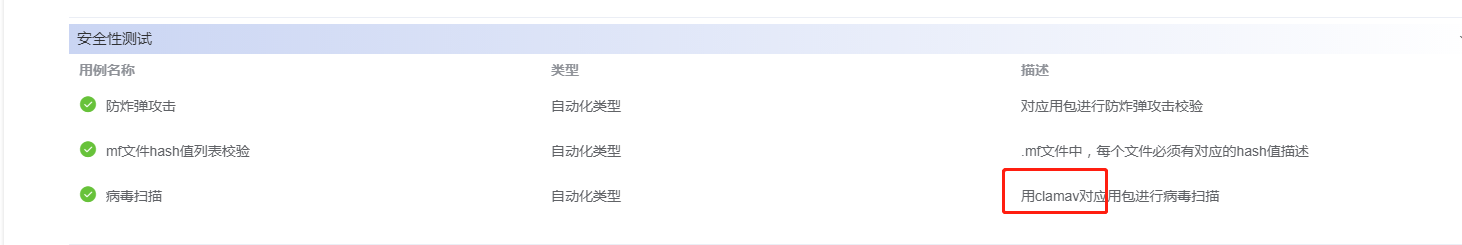 安全性测试
用例名称 类型 描述
防炸弹攻击 自动化类型 对应用包进行防炸弹攻击校验
mf文件hash值列表校验 自动化类型 .mf文件中，每个文件必须有对应的hash值描述
病毒扫描 自动化类型 用clamav对应用包进行病毒扫描